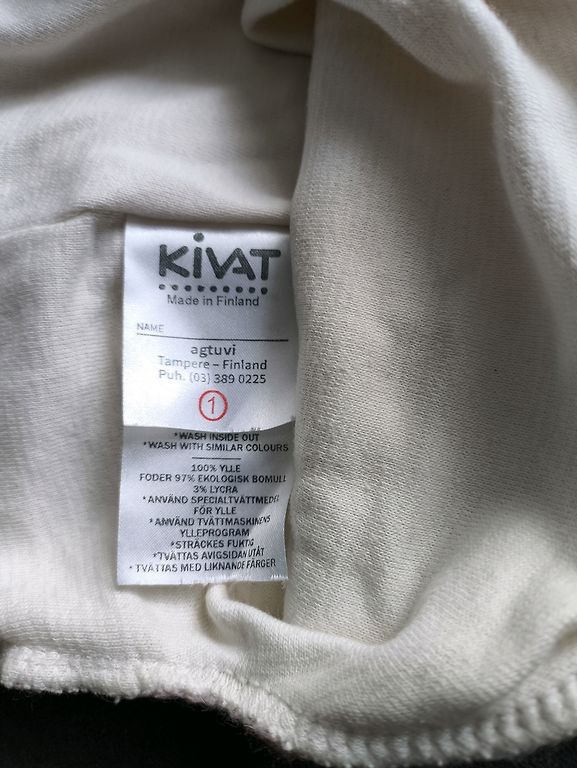 KiVAT
Made in Finland
NAME
agtuvi
Tampere – Finland
Puh. (03) 389 0225
1
*WASH INSIDE OUT
*WASH WITH SIMILAR COLOURS
100% YLLE
FODER 97% EKOLOGISK BOMULL
3% LYCRA
*ANVÄND SPECIALTVÄTTMEDEL
FÖR YLLE
*ANVÄND TVÄTTMASKINENS
YLLEPROGRAM
*STRÄCKES FUKTIG
*TVÄTTAS AVIGSIDAN UTÅT
*TVÄTTAS MED LIKNANDE FÄRGER